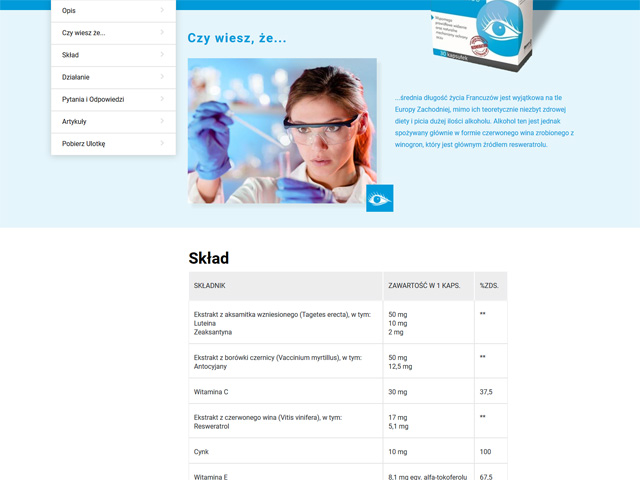 Opis
Czy wiesz że...
Skład
Działanie
Pytania i Odpowiedzi
Artykuły
Pobierz Ulotkę
Czy wiesz, że...
...średnia długość życia Francuzów jest wyjątkowa na tle
Europy Zachodniej, mimo ich teoretycznie niezbyt zdrowej
diety i picia dużej ilości alkoholu. Alkohol ten jest jednak
spożywany głównie w formie czerwonego wina zrobionego z
winogron, który jest głównym źródłem resweratrolu.
Skład
SKŁADNIK ZAWARTOŚĆ W 1 KAPS. %ZDS.
Ekstrakt z aksamitka wzniesionego (Tagetes erecta), w tym: 50 mg **
Luteina 10 mg
Zeaksantyna 2 mg
Ekstrakt z borówki czernicy (Vaccinium myrtillus), w tym: 50 mg **
Antocyjany 12,5 mg
Witamina C 30 mg 37,5
Ekstrakt z czerwonego wina (Vitis vinifera), w tym: 17 mg **
Resweratrol 5,1 mg
Cynk 10 mg 100
Witamina E 8,1 mg egv. alfa-tokoferolu 67,5